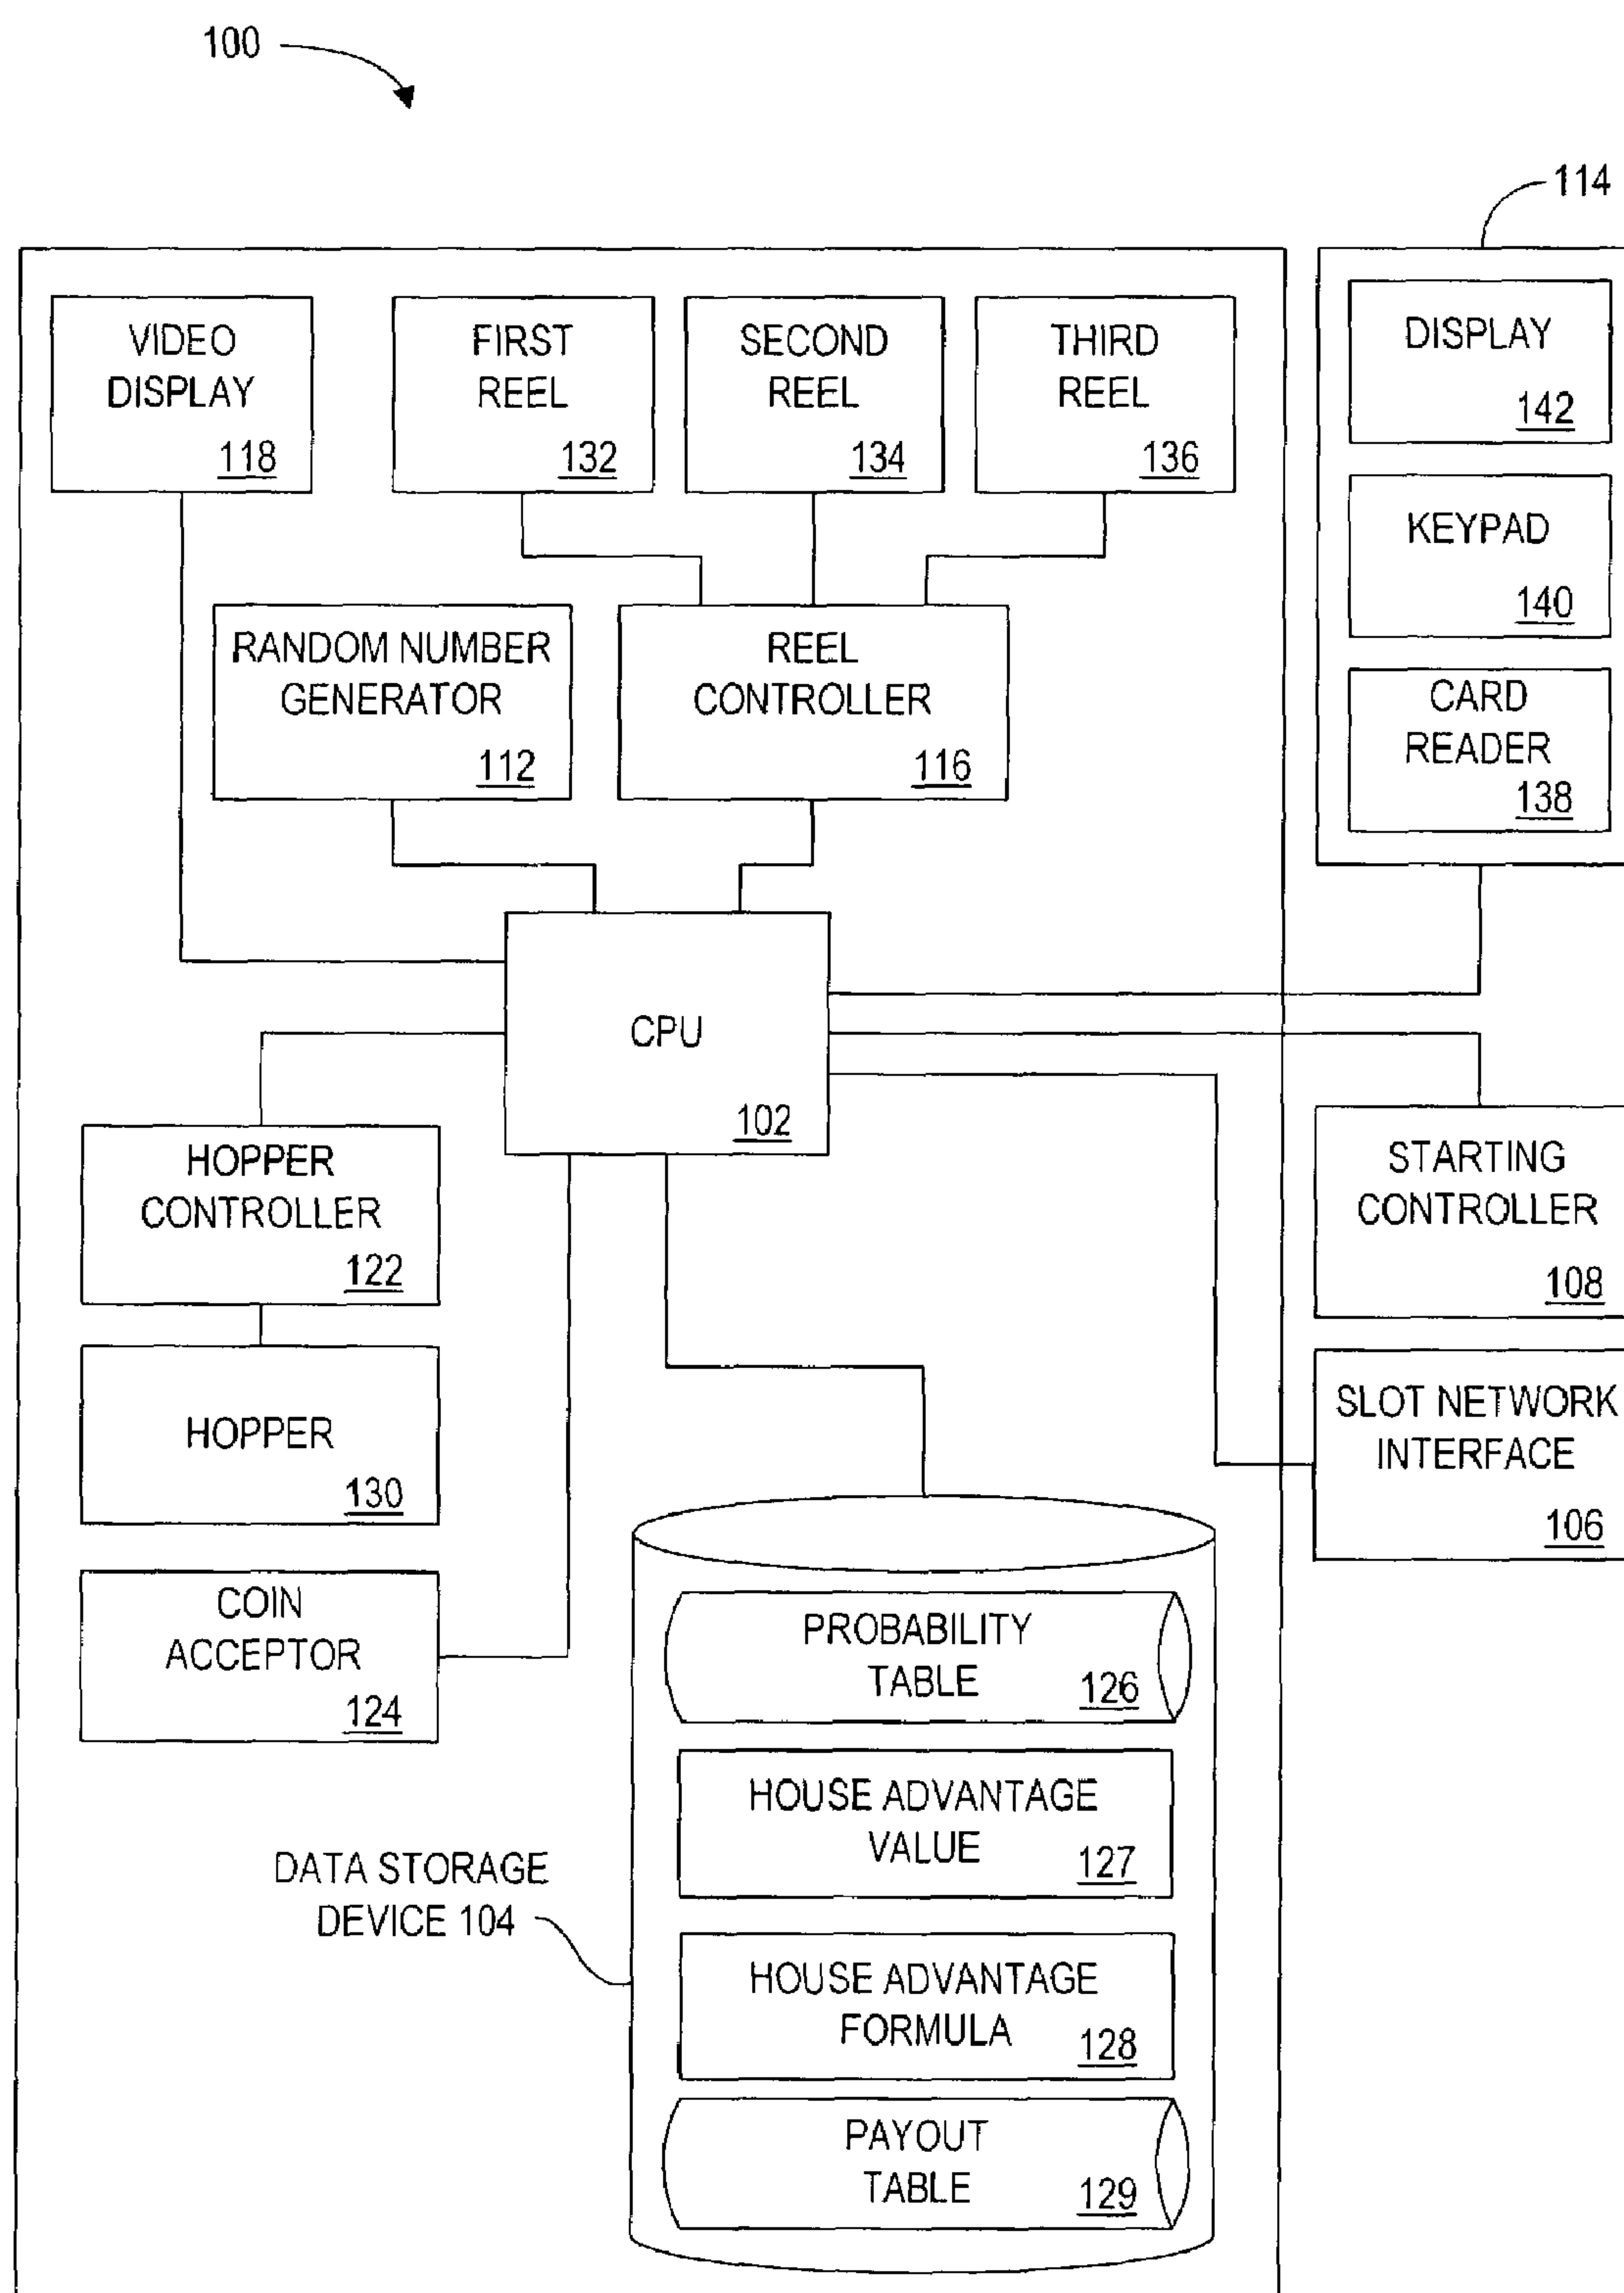 100
114
VIDEO
DISPLAY
118
FIRST
REEL
132
SECOND
REEL
134
THIRD
REEL
136
DISPLAY
142
KEYPAD
140
CARD
READER
138
RANDOM NUMBER
GENERATOR
112
REEL
CONTROLLER
116
CPU
102
HOPPER
CONTROLLER
122
STARTING
CONTROLLER
108
HOPPER
130
SLOT NETWORK
INTERFACE
106
COIN
ACCEPTOR
124
PROBABILITY
TABLE
126
HOUSE ADVANTAGE
VALUE
127
DATA STORAGE
DEVICE 104
HOUSE ADVANTAGE
FORMULA
128
PAYOUT
TABLE
129